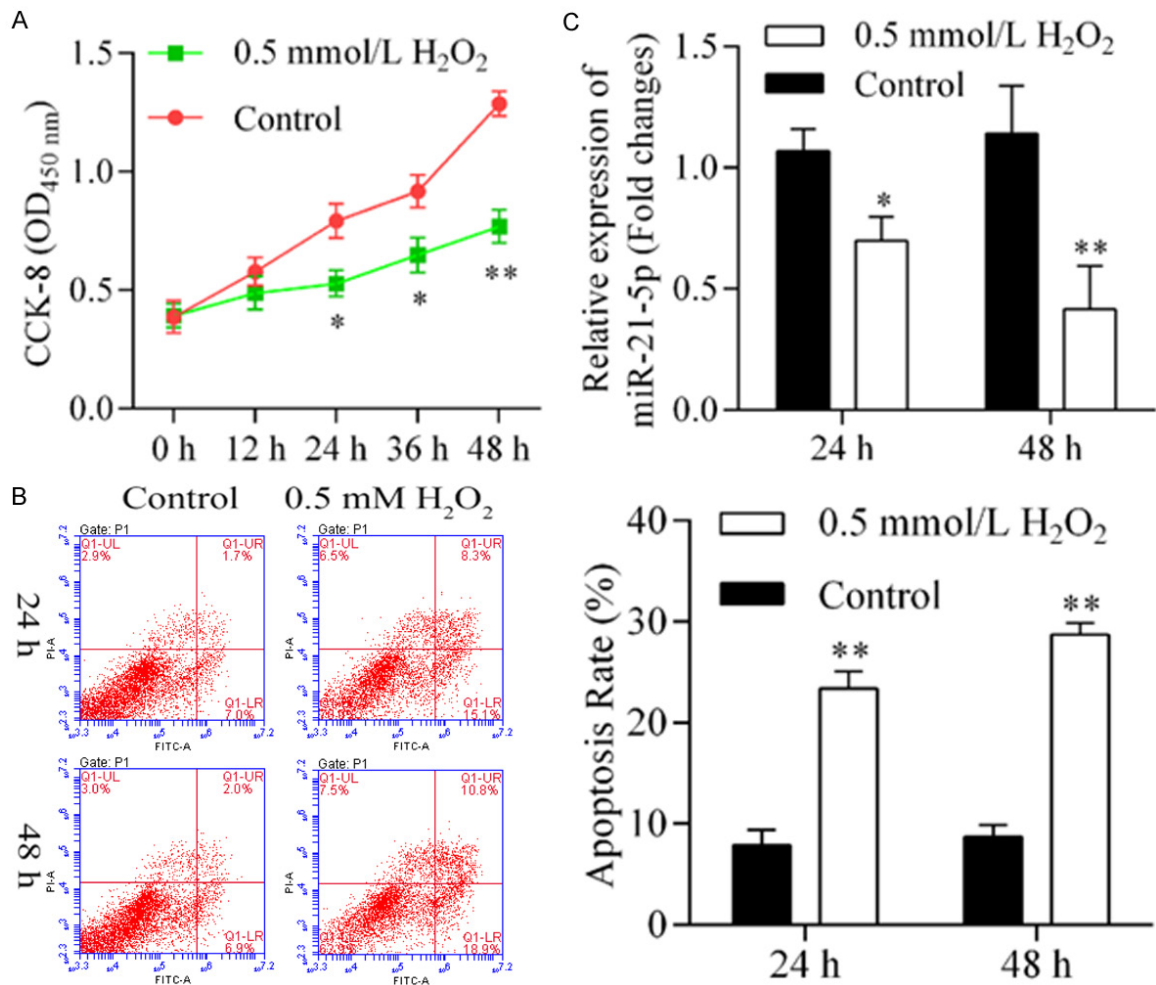 A
0.5 mmol/L H₂O₂
Control
CCK-8 (OD450 nm)
1.5
1.0
0.5
0.0
0 h 12 h 24 h 36 h 48 h
*
*
**
C
0.5 mmol/L H₂O₂
Control
Relative expression of
miR-21-5p (Fold changes)
1.5
1.0
0.5
0.0
*
**
24 h 48 h
B
Control 0.5 mM H₂O₂
24 h
Gate: P1
Q1-UL Q1-UR
2.9% 1.7%
Q1-LR
7.0%
PI-A
FITC-A
Gate: P1
Q1-UL Q1-UR
6.5% 8.3%
Q1-LR
15.1%
PI-A
FITC-A
48 h
Gate: P1
Q1-UL Q1-UR
3.0% 2.0%
Q1-LR
6.9%
PI-A
FITC-A
Gate: P1
Q1-UL Q1-UR
7.5% 10.8%
Q1-LR
18.9%
PI-A
FITC-A
0.5 mmol/L H₂O₂
Control
Apoptosis Rate (%)
40
30
20
10
0
**
**
24 h 48 h